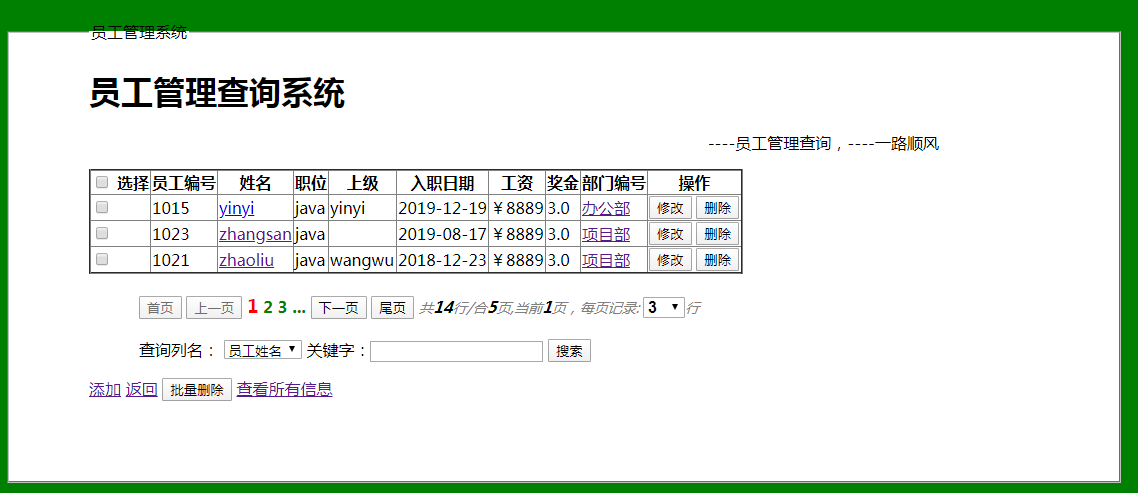 员工管理系统
员工管理查询系统
----员工管理查询，----一路顺风
选择 员工编号 姓名 职位 上级 入职日期 工资 奖金 部门编号 操作
1015 yinyi java yinyi 2019-12-19 ￥8889 3.0 办公部 修改 删除
1023 zhangsan java 2019-08-17 ￥8889 3.0 项目部 修改 删除
1021 zhaoliu java wangwu 2018-12-23 ￥8889 3.0 项目部 修改 删除
首页 上一页 1 2 3 ... 下一页 尾页 共14行/合5页,当前1页，每页记录: 3 行
查询列名： 员工姓名 关键字： 搜索
添加 返回 批量删除 查看所有信息